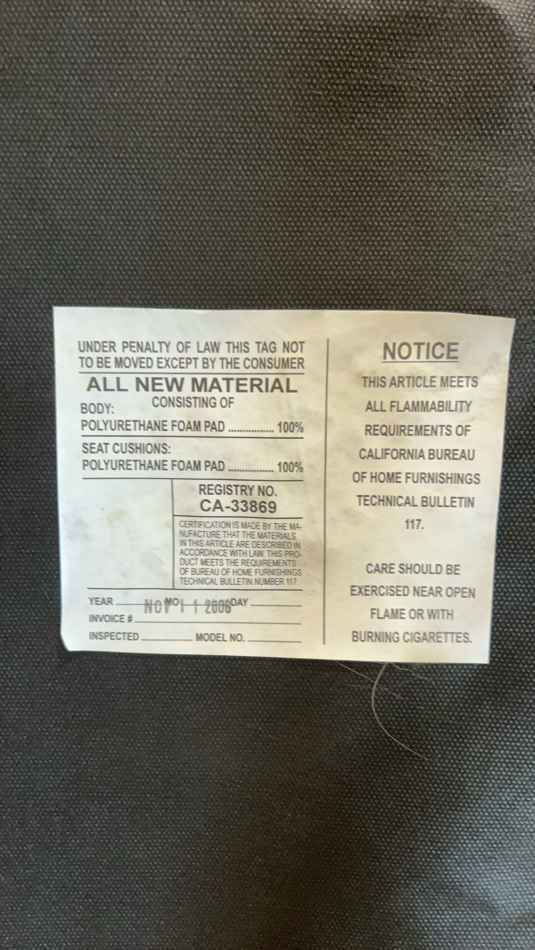 UNDER PENALTY OF LAW THIS TAG NOT
TO BE MOVED EXCEPT BY THE CONSUMER
ALL NEW MATERIAL
CONSISTING OF
BODY:
POLYURETHANE FOAM PAD ................ 100%
SEAT CUSHIONS:
POLYURETHANE FOAM PAD ................ 100%
REGISTRY NO.
CA-33869
CERTIFICATION IS MADE BY THE MA-
NUFACTURE THAT THE MATERIALS
IN THIS ARTICLE ARE DESCRIBED IN
ACCORDANCE WITH LAW. THIS PRO-
DUCT MEETS THE REQUIREMENTS
OF BUREAU OF HOME FURNISHINGS
TECHNICAL BULLETIN NUMBER 117
YEAR MO DAY
NOV 11 2006
INVOICE #
INSPECTED MODEL NO.
NOTICE
THIS ARTICLE MEETS
ALL FLAMMABILITY
REQUIREMENTS OF
CALIFORNIA BUREAU
OF HOME FURNISHINGS
TECHNICAL BULLETIN
117.
CARE SHOULD BE
EXERCISED NEAR OPEN
FLAME OR WITH
BURNING CIGARETTES.